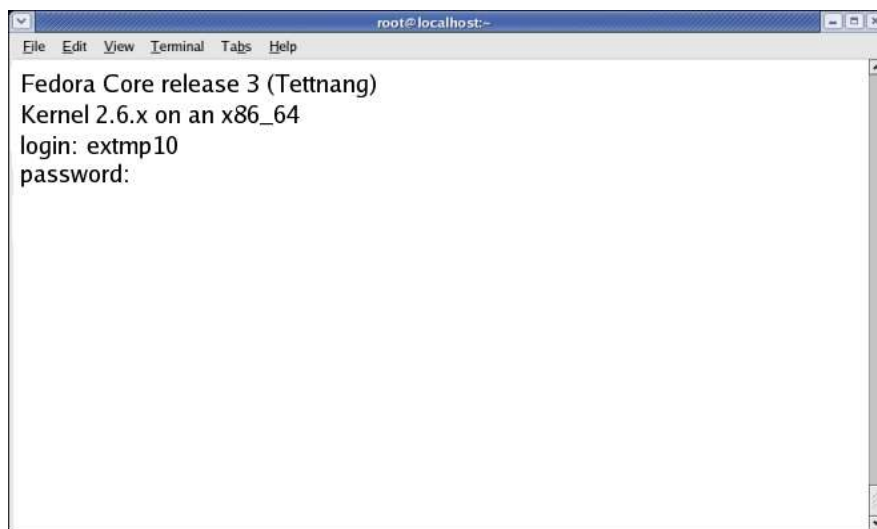 root@localhost:~
File Edit View Terminal Tabs Help
Fedora Core release 3 (Tettnang)
Kernel 2.6.x on an x86_64
login: extmp10
password: